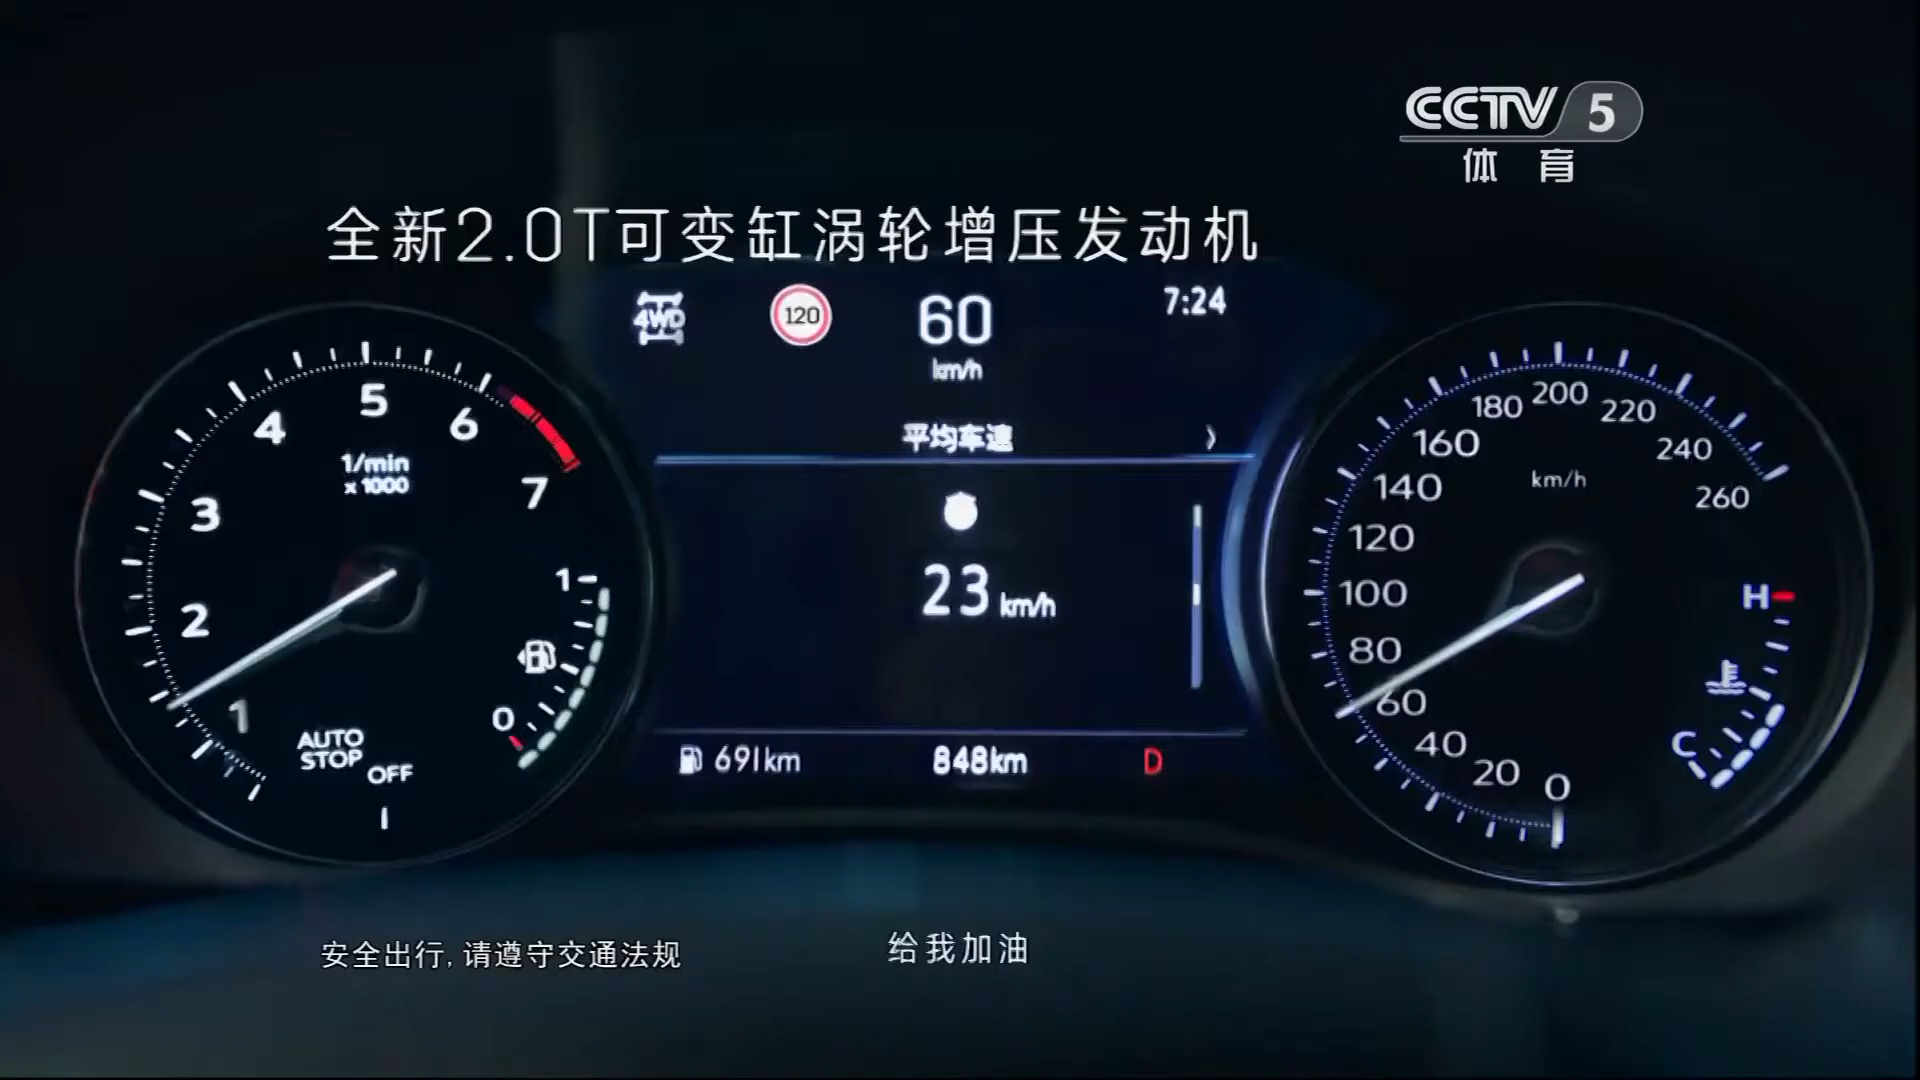 CCTV 5
体育
全新2.0T可变缸涡轮增压发动机
4WD
120
60
km/h
7:24
平均车速
23 km/h
691km
848km
D
1
2
3
4
5
6
7
1/min
x 1000
AUTO
STOP
OFF
1
0
0
20
40
60
80
100
120
140
160
180
200
220
240
260
km/h
H
C
安全出行,请遵守交通法规
给我加油